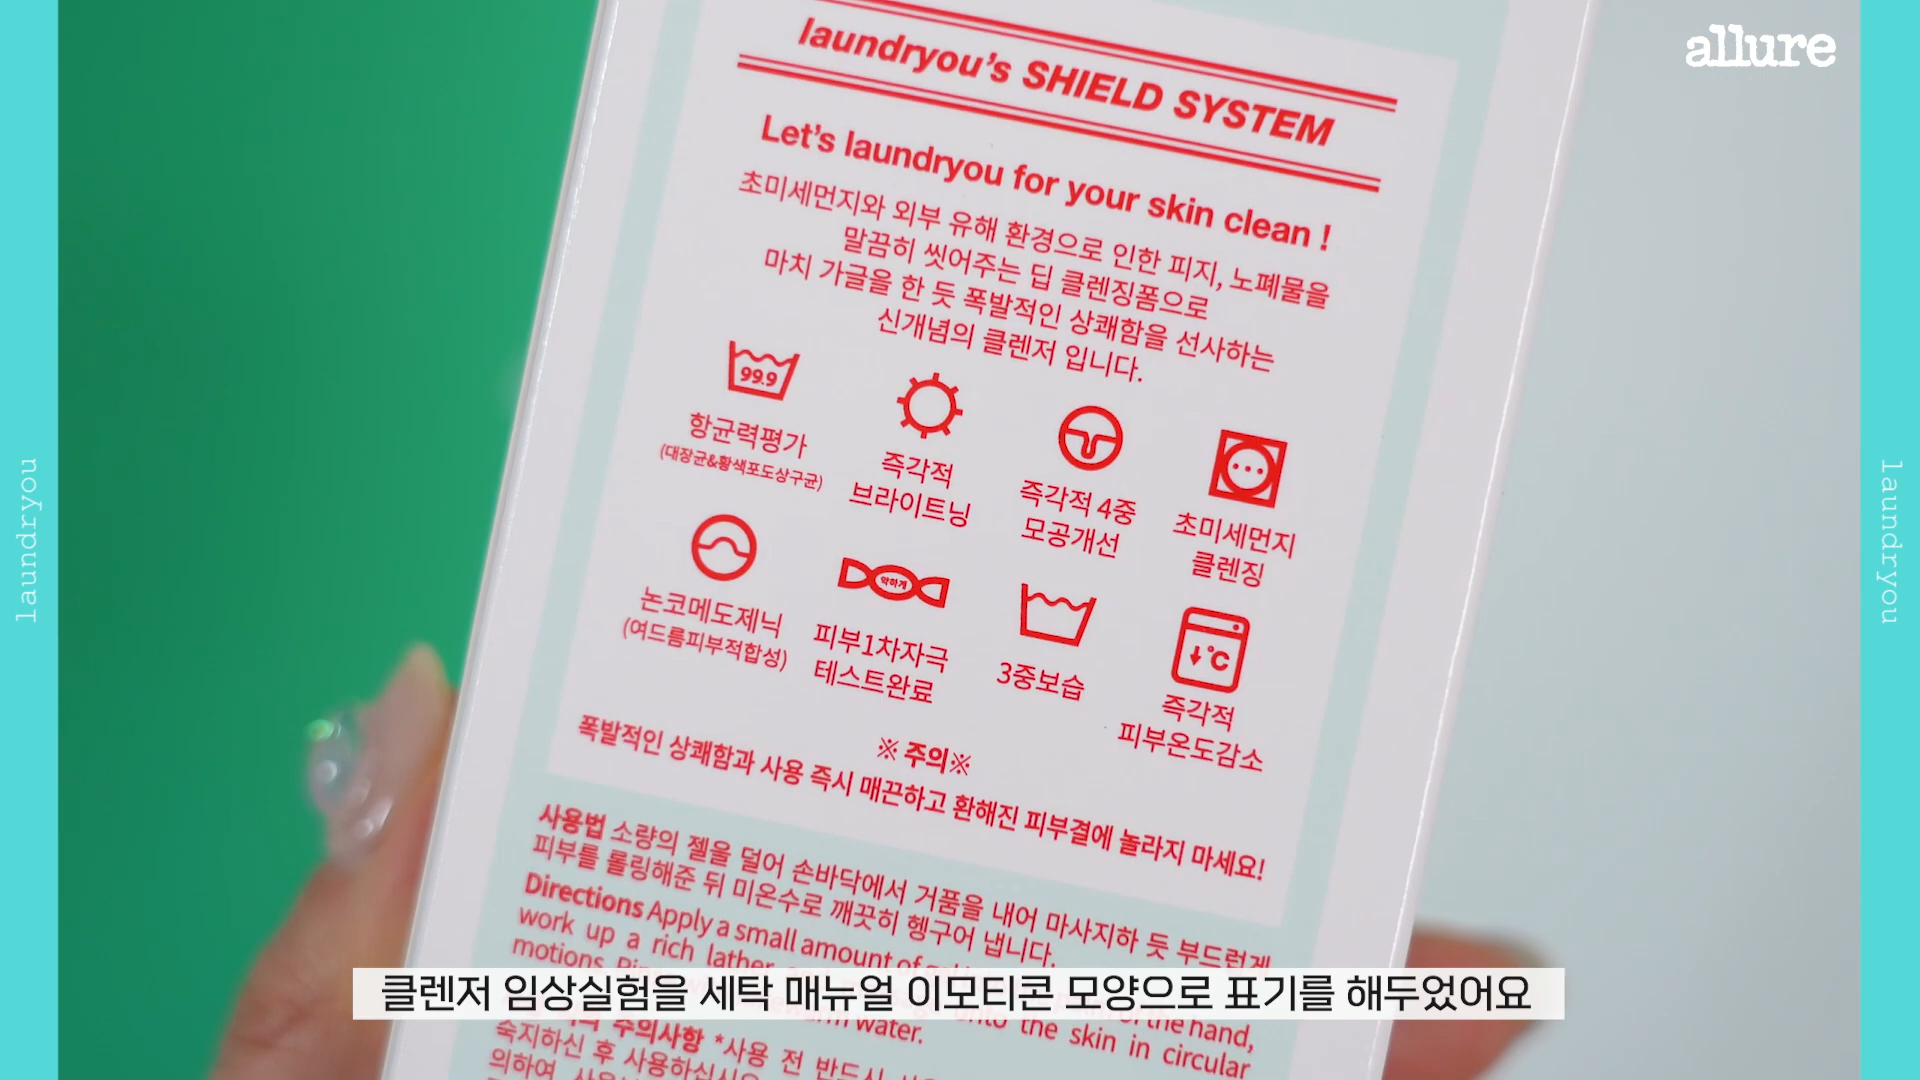 allure
laundryou's SHIELD SYSTEM
Let's laundryou for your skin clean !
초미세먼지와 외부 유해 환경으로 인한 피지, 노폐물을
말끔히 씻어주는 딥 클렌징폼으로
마치 가글을 한 듯 폭발적인 상쾌함을 선사하는
신개념의 클렌저 입니다.
99.9
항균력평가
(대장균&황색포도상구균)
즉각적
브라이트닝
즉각적 4중
모공개선
초미세먼지
클렌징
논코메도제닉
(여드름피부적합성)
약하게
피부1차자극
테스트완료
3중보습
℃
즉각적
피부온도감소
※ 주의※
폭발적인 상쾌함과 사용 즉시 매끈하고 환해진 피부결에 놀라지 마세요!
사용법 소량의 젤을 덜어 손바닥에서 거품을 내어 마사지하 듯 부드럽게
피부를 롤링해준 뒤 미온수로 깨끗히 헹구어 냅니다.
Directions Apply a small amount of
work up a rich lather of the hand,
motions onto the skin in circular
water.
주의사항 *사용 전 반드시
숙지하신 후 사용하십시오
의하여
클렌저 임상실험을 세탁 매뉴얼 이모티콘 모양으로 표기를 해두었어요
laundryou
laundryou